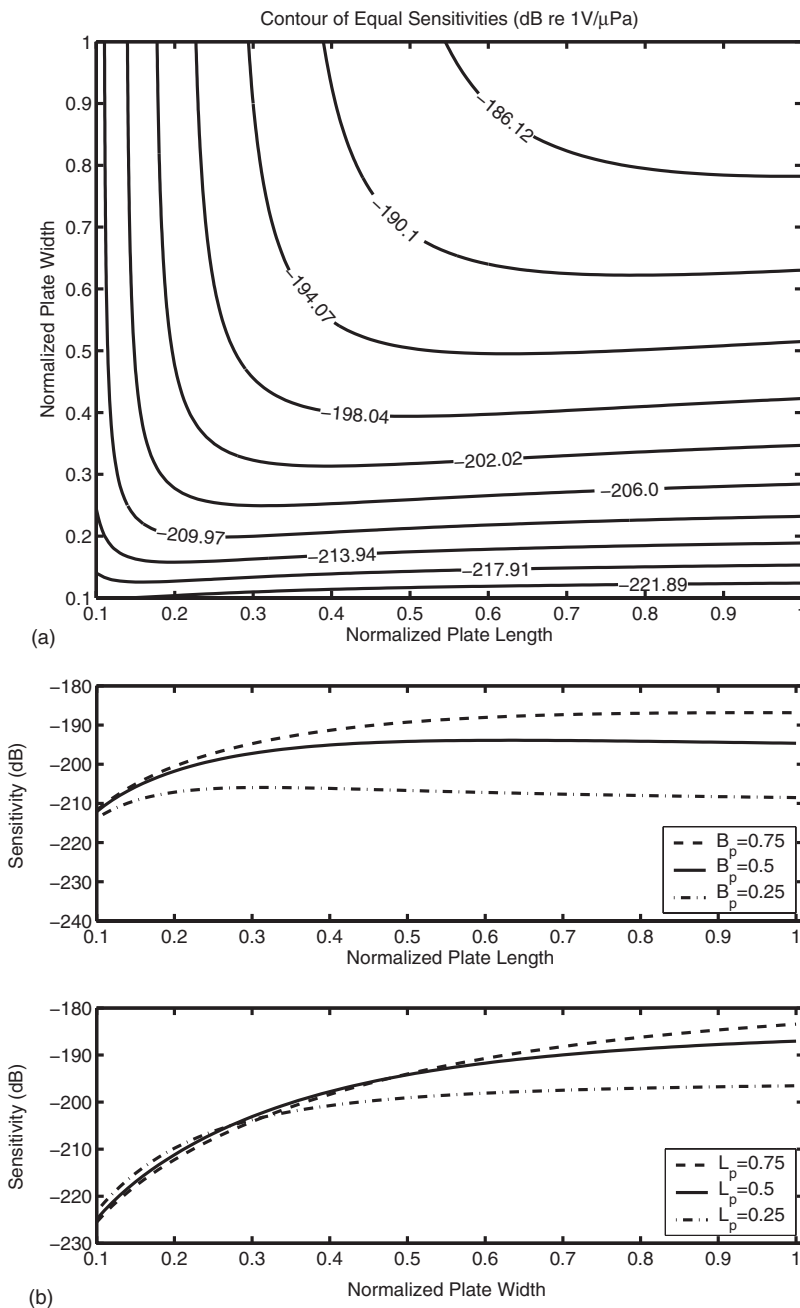 Contour of Equal Sensitivities (dB re 1V/μPa)
1
0.9
0.8
0.7
0.6
0.5
0.4
0.3
0.2
0.1
Normalized Plate Width
−186.12
−190.1
−194.07
−198.04
−202.02
−206.0
−209.97
−213.94
−217.91
−221.89
0.1 0.2 0.3 0.4 0.5 0.6 0.7 0.8 0.9
Normalized Plate Length
(a)
−180
−190
−200
−210
−220
−230
−240
Sensitivity (dB)
B_p=0.75
B_p=0.5
B_p=0.25
0.1 0.2 0.3 0.4 0.5 0.6 0.7 0.8 0.9 1
Normalized Plate Length
−180
−190
−200
−210
−220
−230
Sensitivity (dB)
L_p=0.75
L_p=0.5
L_p=0.25
0.1 0.2 0.3 0.4 0.5 0.6 0.7 0.8 0.9 1
Normalized Plate Width
(b)